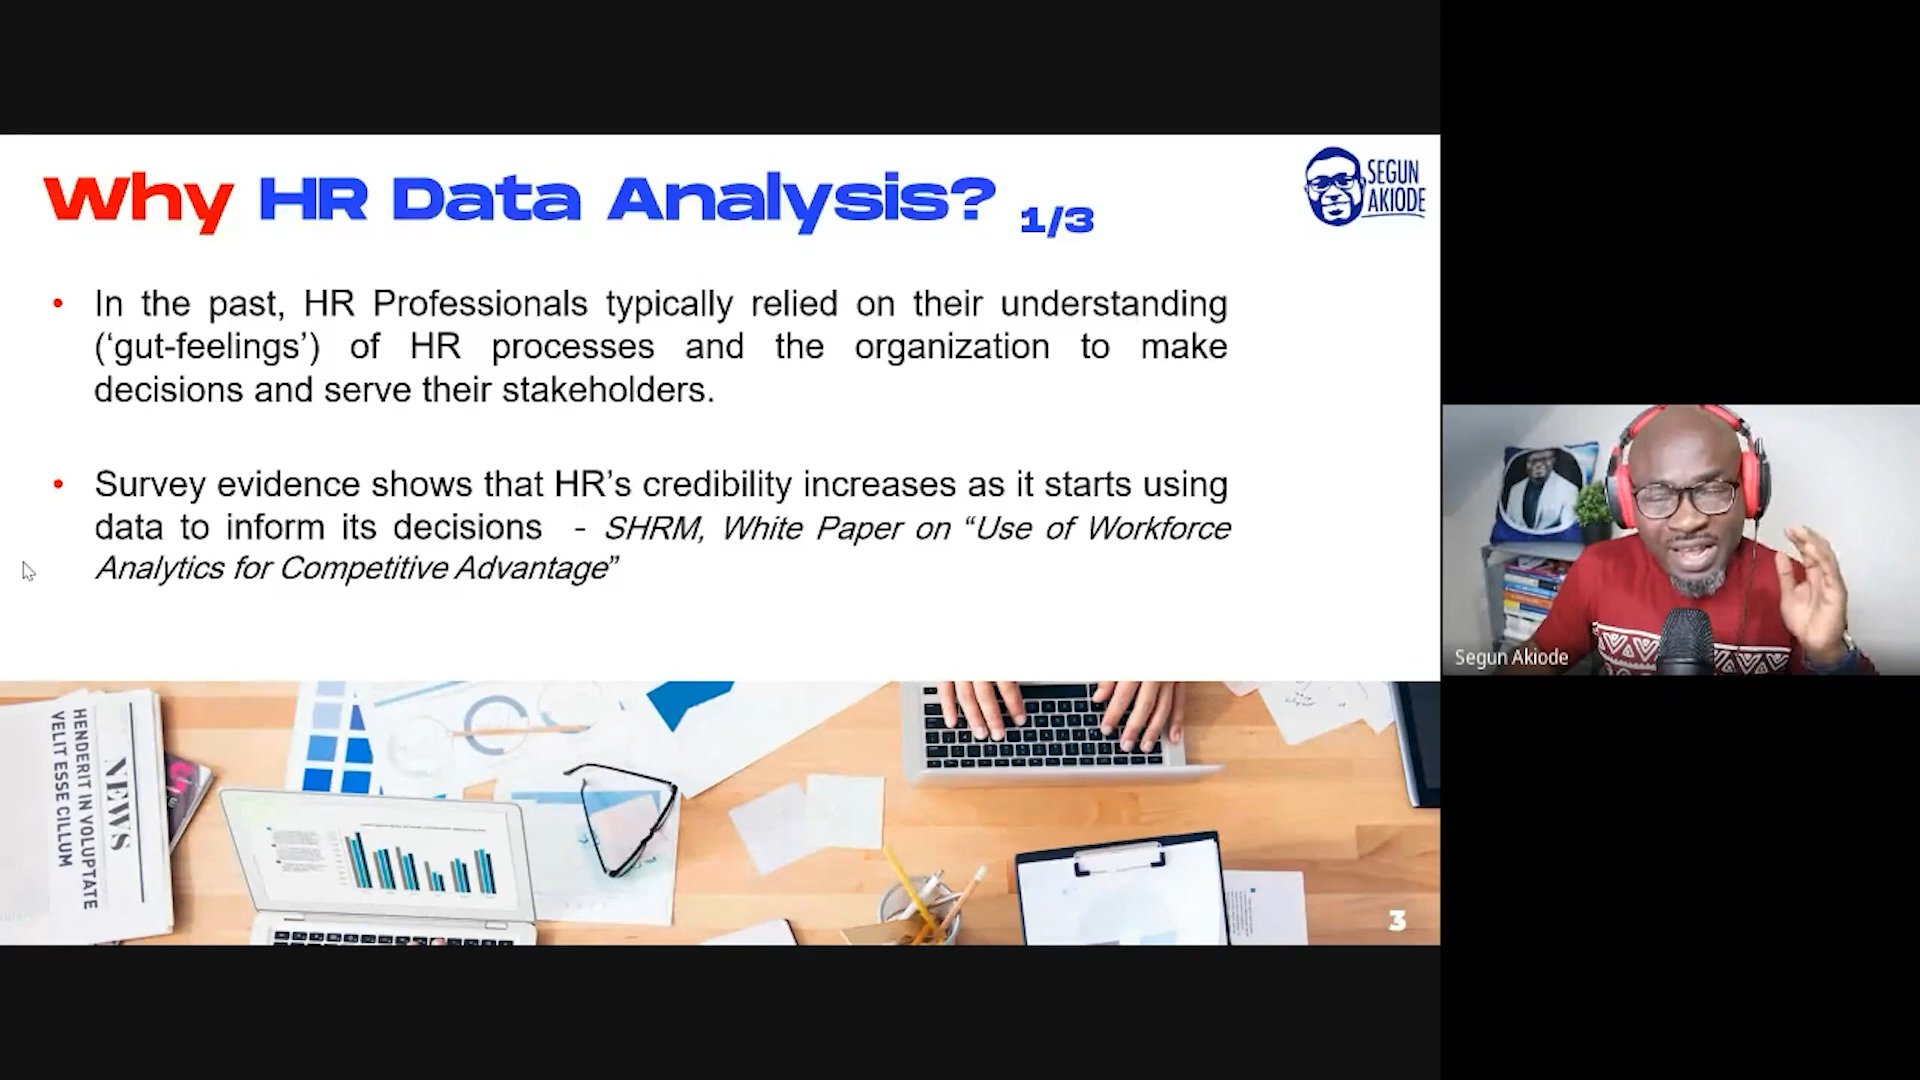 Why HR Data Analysis? 1/3
SEGUN
AKIODE
• In the past, HR Professionals typically relied on their understanding
(‘gut-feelings’) of HR processes and the organization to make
decisions and serve their stakeholders.
• Survey evidence shows that HR’s credibility increases as it starts using
data to inform its decisions - SHRM, White Paper on “Use of Workforce
Analytics for Competitive Advantage”
Segun Akiode
NEWS
HENDERIT IN VOLUPTATE
VELIT ESSE CILLUM
3